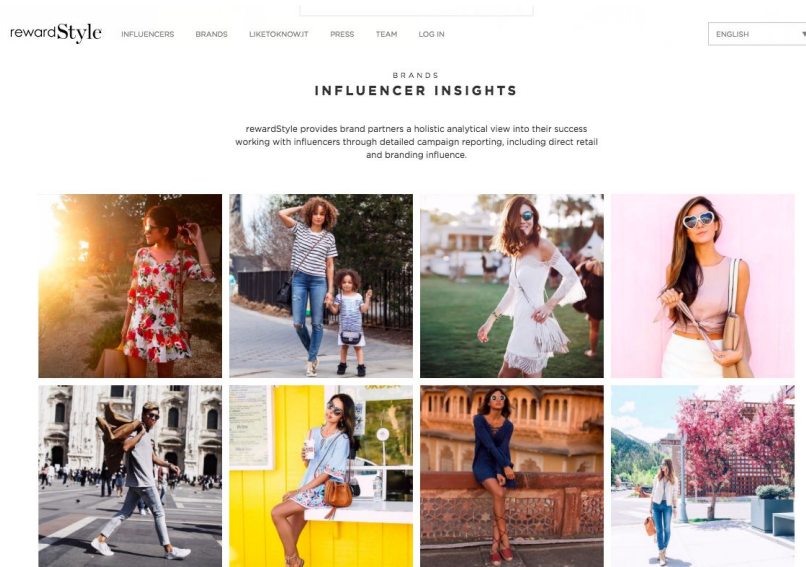 rewardStyle INFLUENCERS BRANDS LIKETOKNOW.IT PRESS TEAM LOG IN ENGLISH
BRANDS
INFLUENCER INSIGHTS
rewardStyle provides brand partners a holistic analytical view into their success
working with influencers through detailed campaign reporting, including direct retail
and branding influence.